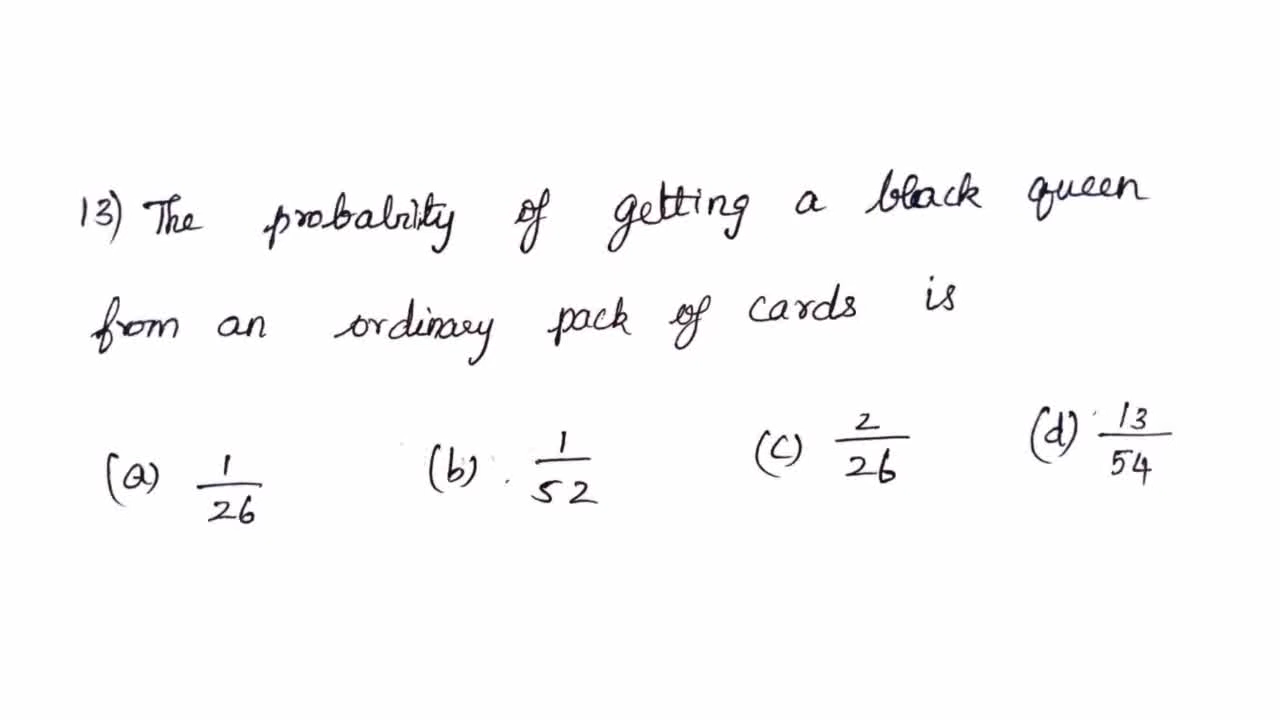 13) The probability of getting a black queen
from an ordinary pack of cards is
(a) 1/26 (b) 1/52 (c) 2/26 (d) 13/54